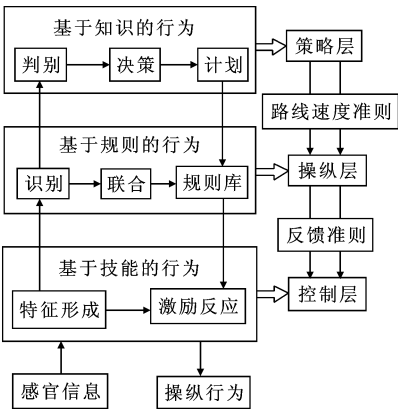 基于知识的行为
策略层
判别
决策
计划
路线速度准则
基于规则的行为
操纵层
识别
联合
规则库
反馈准则
基于技能的行为
控制层
特征形成
激励反应
感官信息
操纵行为